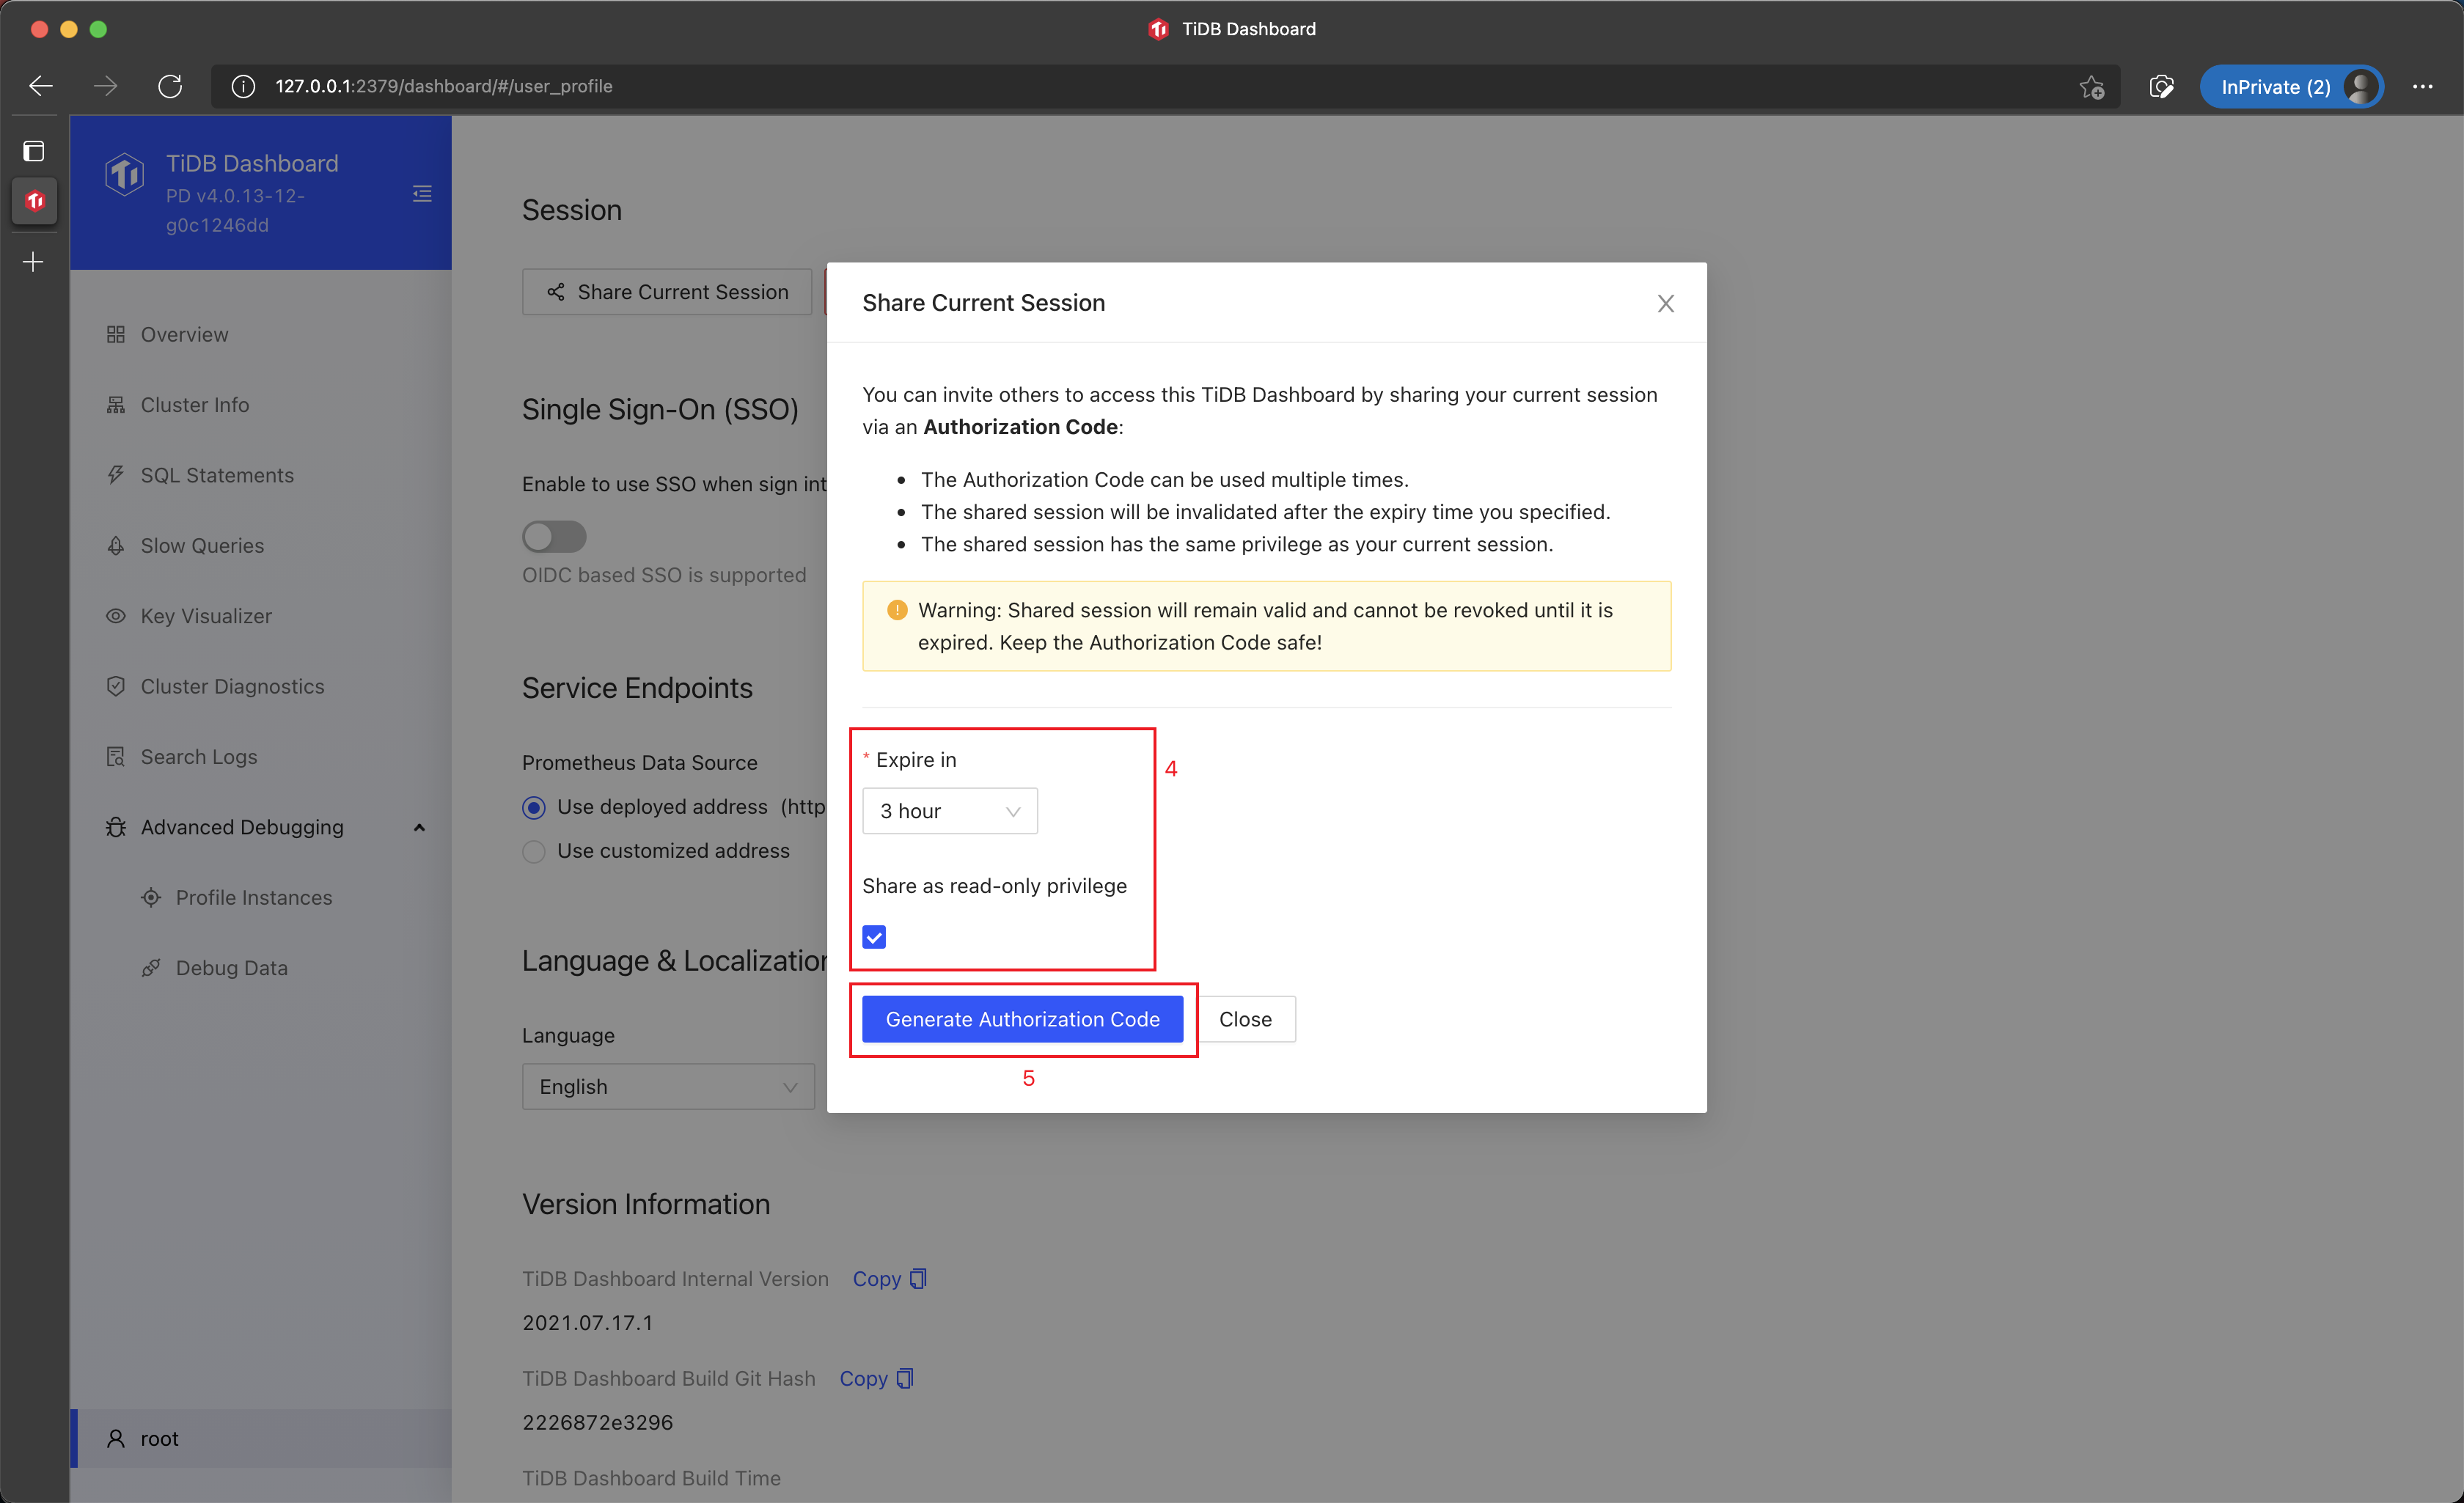 TiDB Dashboard
127.0.0.1:2379/dashboard/#/user_profile
InPrivate (2)
TiDB Dashboard
PD v4.0.13-12-
g0c1246dd
Overview
Cluster Info
SQL Statements
Slow Queries
Key Visualizer
Cluster Diagnostics
Search Logs
Advanced Debugging
Profile Instances
Debug Data
root
Session
Share Current Session
Single Sign-On (SSO)
Enable to use SSO when sign int
OIDC based SSO is supported
Service Endpoints
Prometheus Data Source
Use deployed address (http
Use customized address
Language & Localization
Language
English
Version Information
TiDB Dashboard Internal Version Copy
2021.07.17.1
TiDB Dashboard Build Git Hash Copy
2226872e3296
TiDB Dashboard Build Time
Share Current Session
You can invite others to access this TiDB Dashboard by sharing your current session
via an Authorization Code:
• The Authorization Code can be used multiple times.
• The shared session will be invalidated after the expiry time you specified.
• The shared session has the same privilege as your current session.
Warning: Shared session will remain valid and cannot be revoked until it is
expired. Keep the Authorization Code safe!
* Expire in
4
3 hour
Share as read-only privilege
Generate Authorization Code Close
5